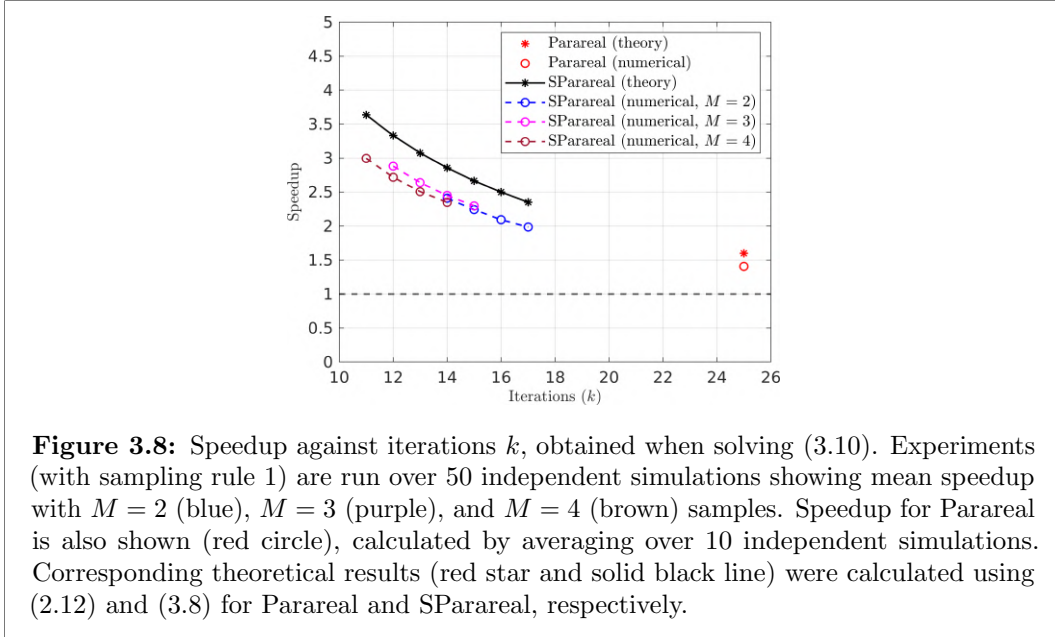 5
4.5
4
3.5
3
2.5
2
1.5
1
0.5
0
Speedup
Parareal (theory)
Parareal (numerical)
SParareal (theory)
SParareal (numerical, M = 2)
SParareal (numerical, M = 3)
SParareal (numerical, M = 4)
10 12 14 16 18 20 22 24 26
Iterations (k)
Figure 3.8: Speedup against iterations k, obtained when solving (3.10). Experiments
(with sampling rule 1) are run over 50 independent simulations showing mean speedup
with M = 2 (blue), M = 3 (purple), and M = 4 (brown) samples. Speedup for Parareal
is also shown (red circle), calculated by averaging over 10 independent simulations.
Corresponding theoretical results (red star and solid black line) were calculated using
(2.12) and (3.8) for Parareal and SParareal, respectively.